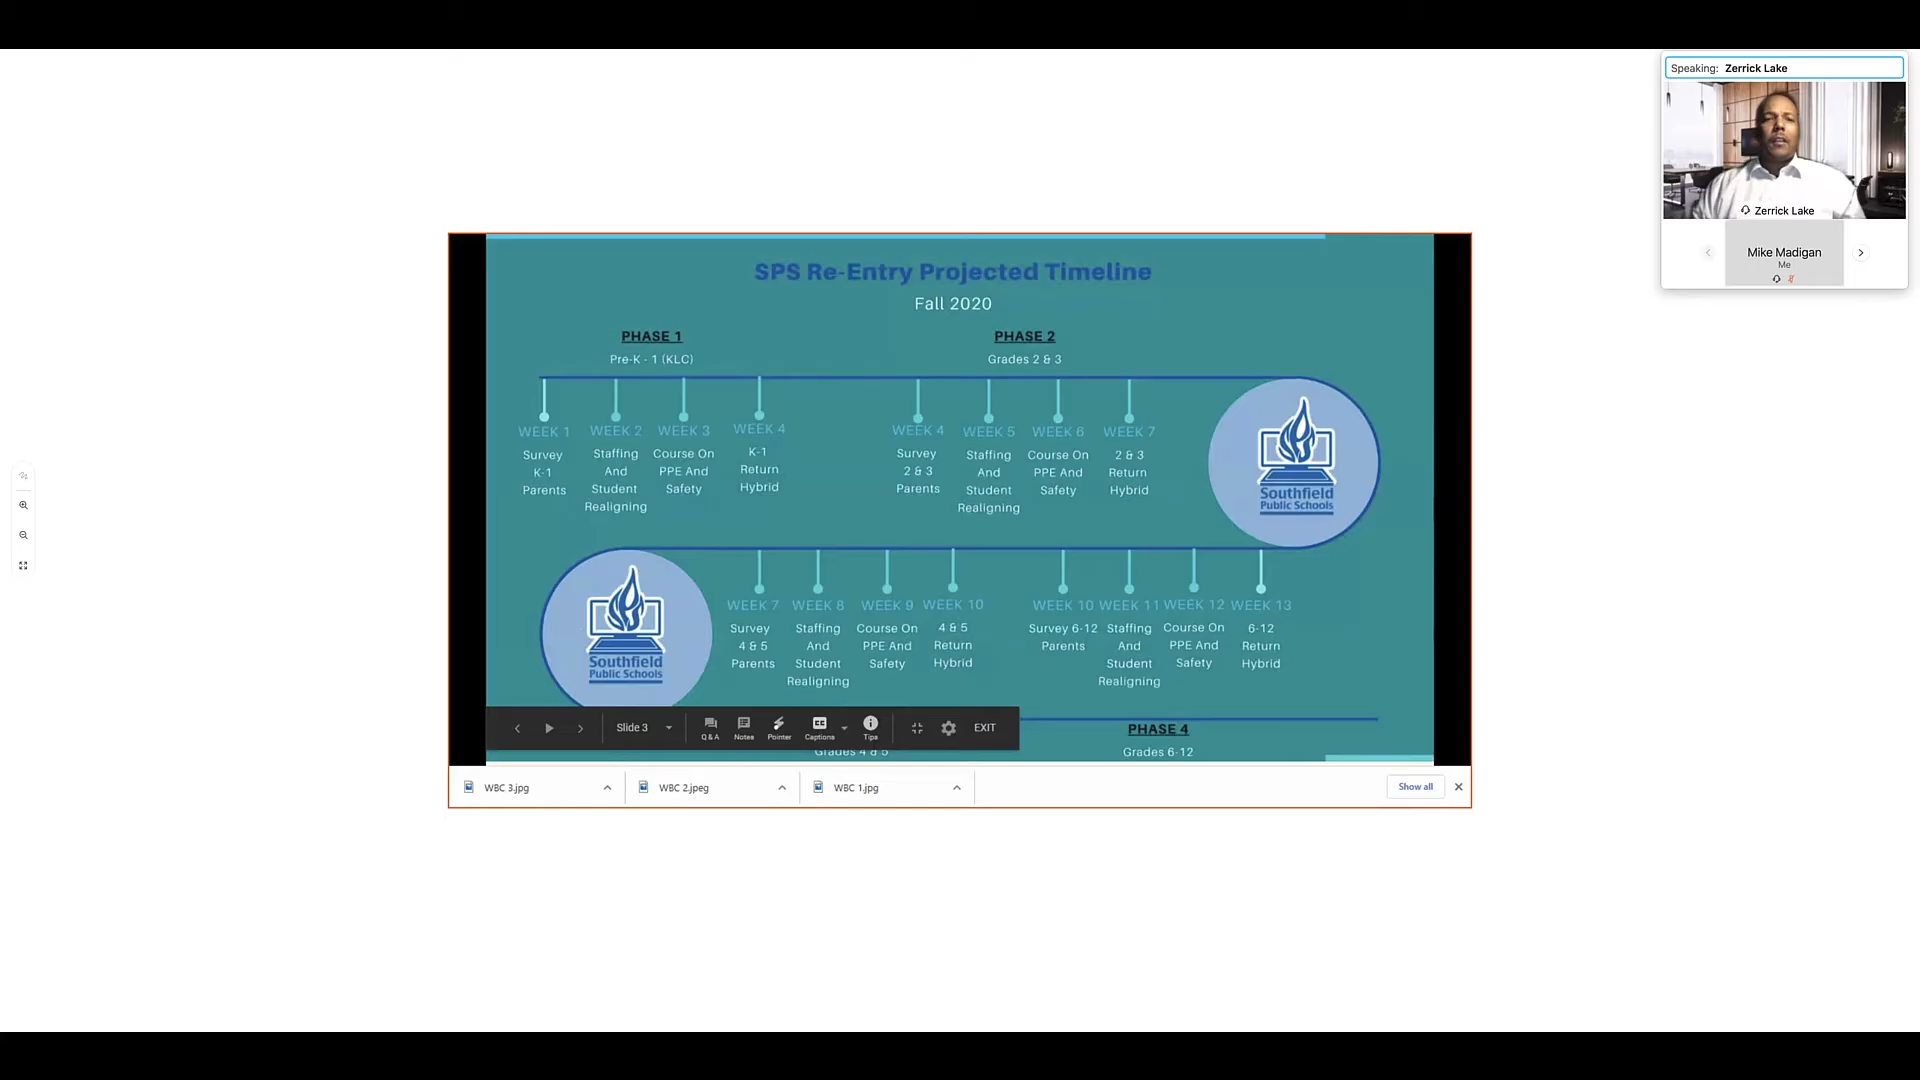 Speaking: Zerrick Lake
Zerrick Lake
Mike Madigan
Me
SPS Re-Entry Projected Timeline
Fall 2020
PHASE 1
Pre-K - 1 (KLC)
PHASE 2
Grades 2 & 3
WEEK 1
Survey
K-1
Parents
WEEK 2
Staffing
And
Student
Realigning
WEEK 3
Course On
PPE And
Safety
WEEK 4
K-1
Return
Hybrid
WEEK 4
Survey
2 & 3
Parents
WEEK 5
Staffing
And
Student
Realigning
WEEK 6
Course On
PPE And
Safety
WEEK 7
2 & 3
Return
Hybrid
Southfield
Public Schools
Southfield
Public Schools
WEEK 7
Survey
4 & 5
Parents
WEEK 8
Staffing
And
Student
Realigning
WEEK 9
Course On
PPE And
Safety
WEEK 10
4 & 5
Return
Hybrid
WEEK 10
Survey 6-12
Parents
WEEK 11
Staffing
And
Student
Realigning
WEEK 12
Course On
PPE And
Safety
WEEK 13
6-12
Return
Hybrid
Slide 3
Q&A
Notes
Pointer
Captions
Tips
EXIT
Grades 4 & 5
PHASE 4
Grades 6-12
WBC 3.jpg
WBC 2.jpeg
WBC 1.jpg
Show all